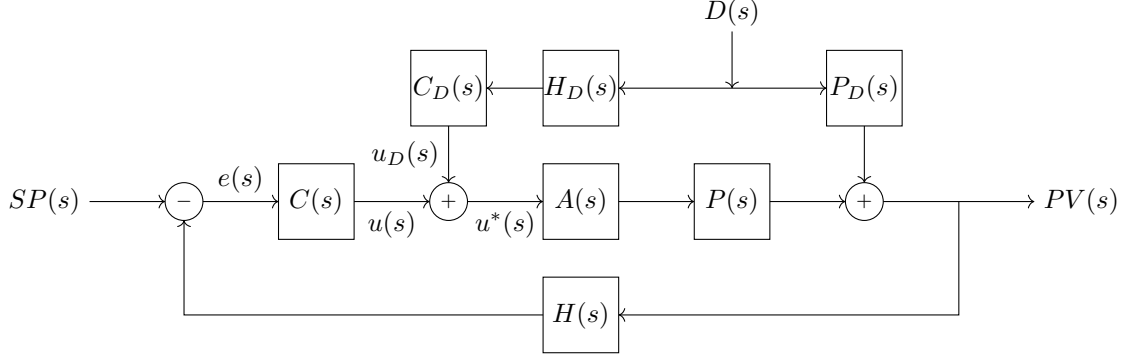 D(s)
C_D(s)
H_D(s)
P_D(s)
u_D(s)
SP(s)
-
e(s)
C(s)
u(s)
+
u*(s)
A(s)
P(s)
+
PV(s)
H(s)